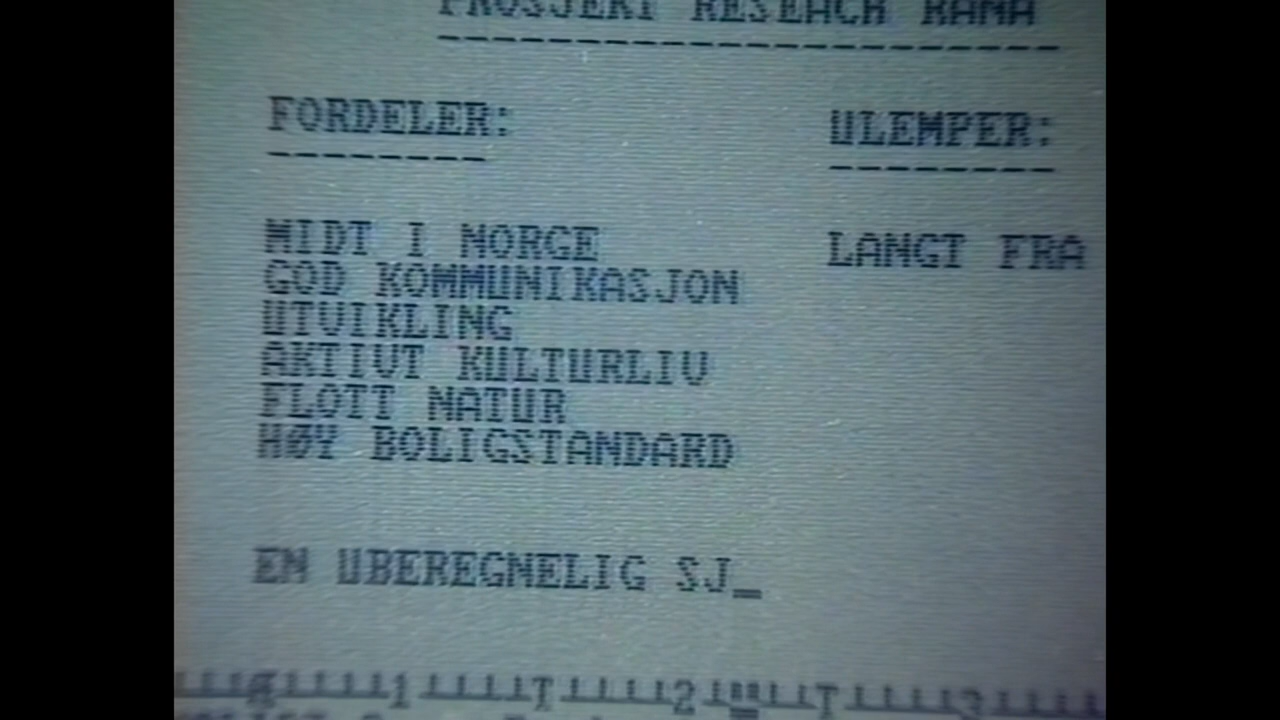 PROSJEKT RESEACH RANA
FORDELER: ULEMPER:
MIDT I NORGE LANGT FRA
GOD KOMMUNIKASJON
UTVIKLING
AKTIVT KULTURLIV
FLOTT NATUR
HØY BOLIGSTANDARD
EN UBEREGNELIG SJ_